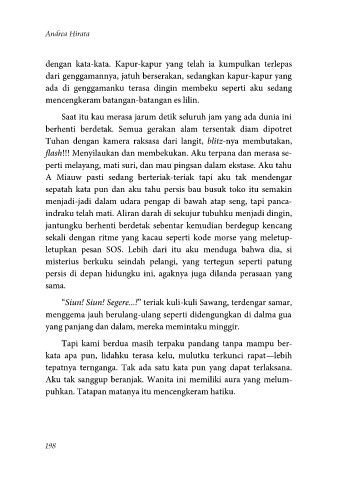 Andrea Hirata
dengan kata-kata. Kapur-kapur yang telah ia kumpulkan terlepas
dari genggamannya, jatuh berserakan, sedangkan kapur-kapur yang
ada di genggamanku terasa dingin membeku seperti aku sedang
mencengkeram batangan-batangan es lilin.
Saat itu kau merasa jarum detik seluruh jam yang ada dunia ini
berhenti berdetak. Semua gerakan alam tersentak diam dipotret
Tuhan dengan kamera raksasa dari langit, blitz-nya membutakan,
flash!!! Menyilaukan dan membekukan. Aku terpana dan merasa se-
perti melayang, mati suri, dan mau pingsan dalam ekstase. Aku tahu
A Miauw pasti sedang berteriak-teriak tapi aku tak mendengar
sepatah kata pun dan aku tahu persis bau busuk toko itu semakin
menjadi-jadi dalam udara pengap di bawah atap seng, tapi panca-
indraku telah mati. Aliran darah di sekujur tubuhku menjadi dingin,
jantungku berhenti berdetak sebentar kemudian berdegup kencang
sekali dengan ritme yang kacau seperti kode morse yang meletup-
letupkan pesan SOS. Lebih dari itu aku menduga bahwa dia, si
misterius berkuku seindah pelangi, yang tertegun seperti patung
persis di depan hidungku ini, agaknya juga dilanda perasaan yang
sama.
“Siun! Siun! Segere...!” teriak kuli-kuli Sawang, terdengar samar,
menggema jauh berulang-ulang seperti didengungkan di dalma gua
yang panjang dan dalam, mereka memintaku minggir.
Tapi kami berdua masih terpaku pandang tanpa mampu ber-
kata apa pun, lidahku terasa kelu, mulutku terkunci rapat—lebih
tepatnya ternganga. Tak ada satu kata pun yang dapat terlaksana.
Aku tak sanggup beranjak. Wanita ini memiliki aura yang melum-
puhkan. Tatapan matanya itu mencengkeram hatiku.
198